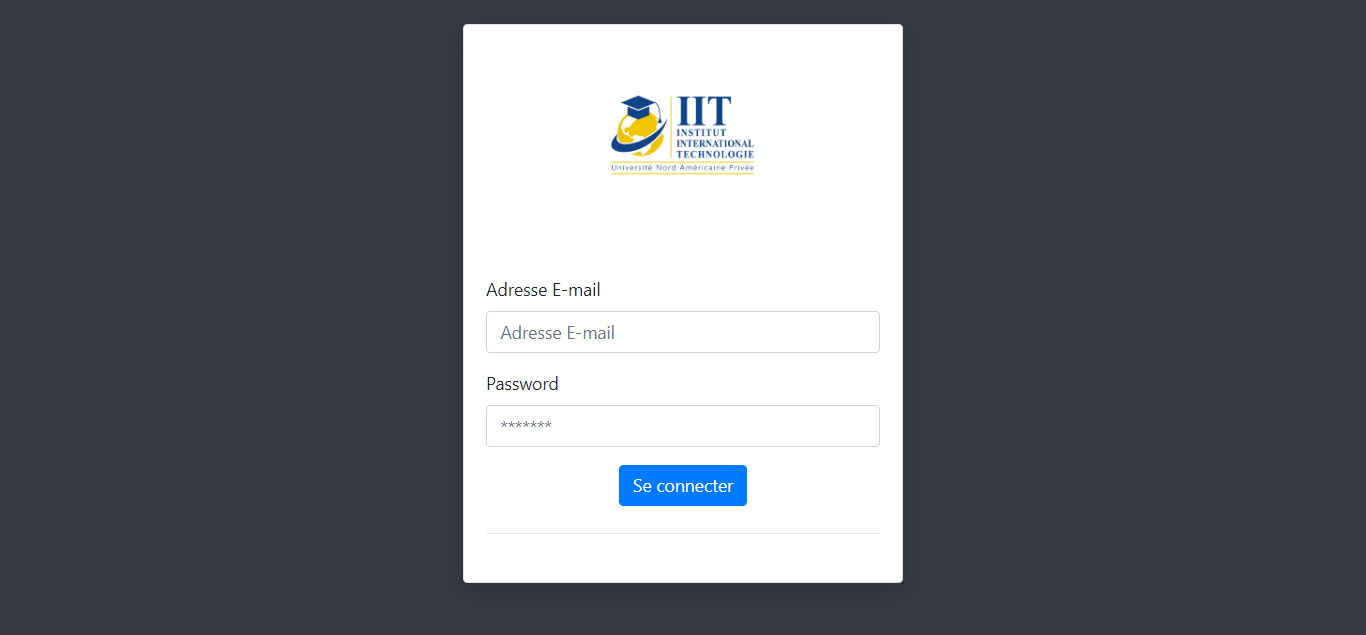 IIT
INSTITUT
INTERNATIONAL
TECHNOLOGIE
Université Nord Américaine Privée
Adresse E-mail
Adresse E-mail
Password
*******
Se connecter